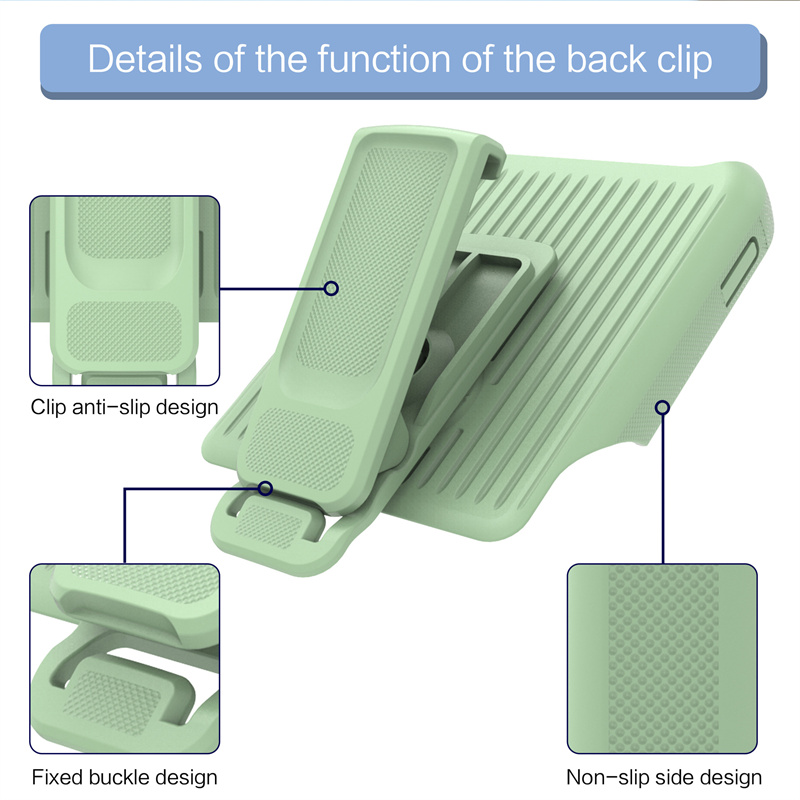 Details of the function of the back clip
Clip anti-slip design
Fixed buckle design
Non-slip side design